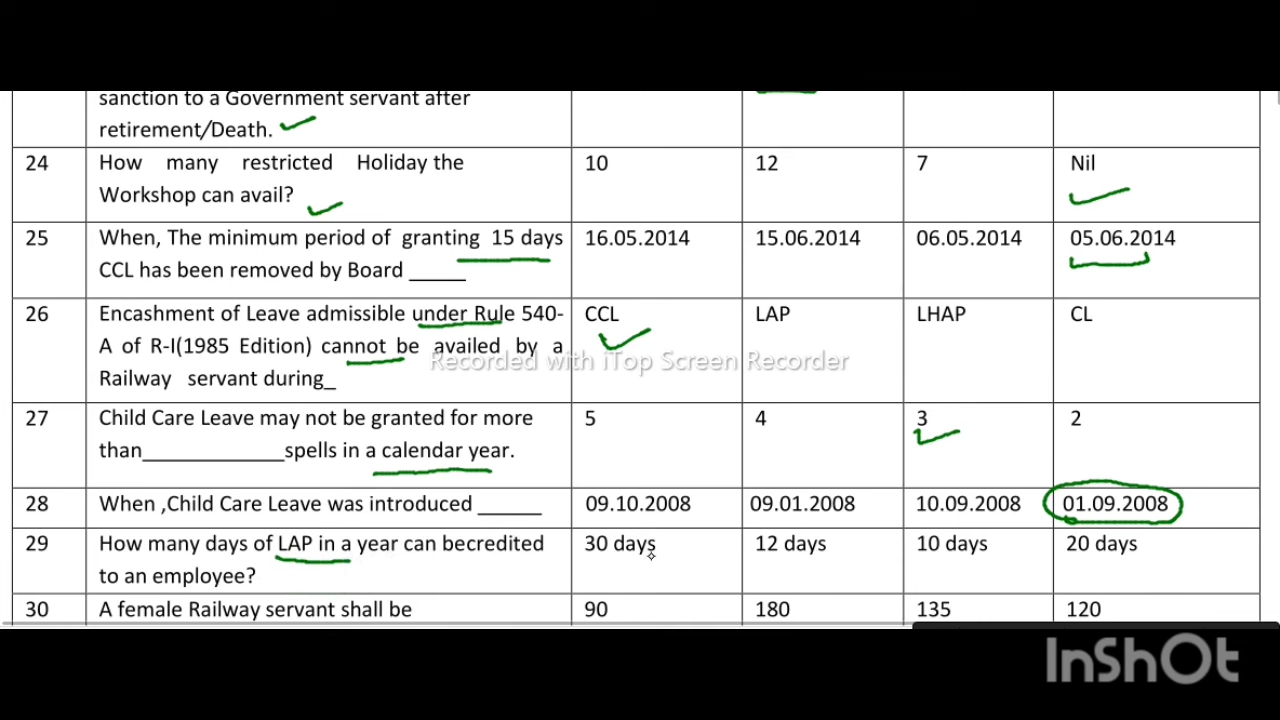 sanction to a Government servant after
retirement/Death.
24 How many restricted Holiday the 10 12 7 Nil
Workshop can avail?
25 When, The minimum period of granting 15 days 16.05.2014 15.06.2014 06.05.2014 05.06.2014
CCL has been removed by Board _____
26 Encashment of Leave admissible under Rule 540- CCL LAP LHAP CL
A of R-I(1985 Edition) cannot be availed by a
Recorded with iTop Screen Recorder
Railway servant during_
27 Child Care Leave may not be granted for more 5 4 3 2
than_____________spells in a calendar year.
28 When ,Child Care Leave was introduced ______ 09.10.2008 09.01.2008 10.09.2008 01.09.2008
29 How many days of LAP in a year can becredited 30 days 12 days 10 days 20 days
to an employee?
30 A female Railway servant shall be 90 180 135 120
InShOt